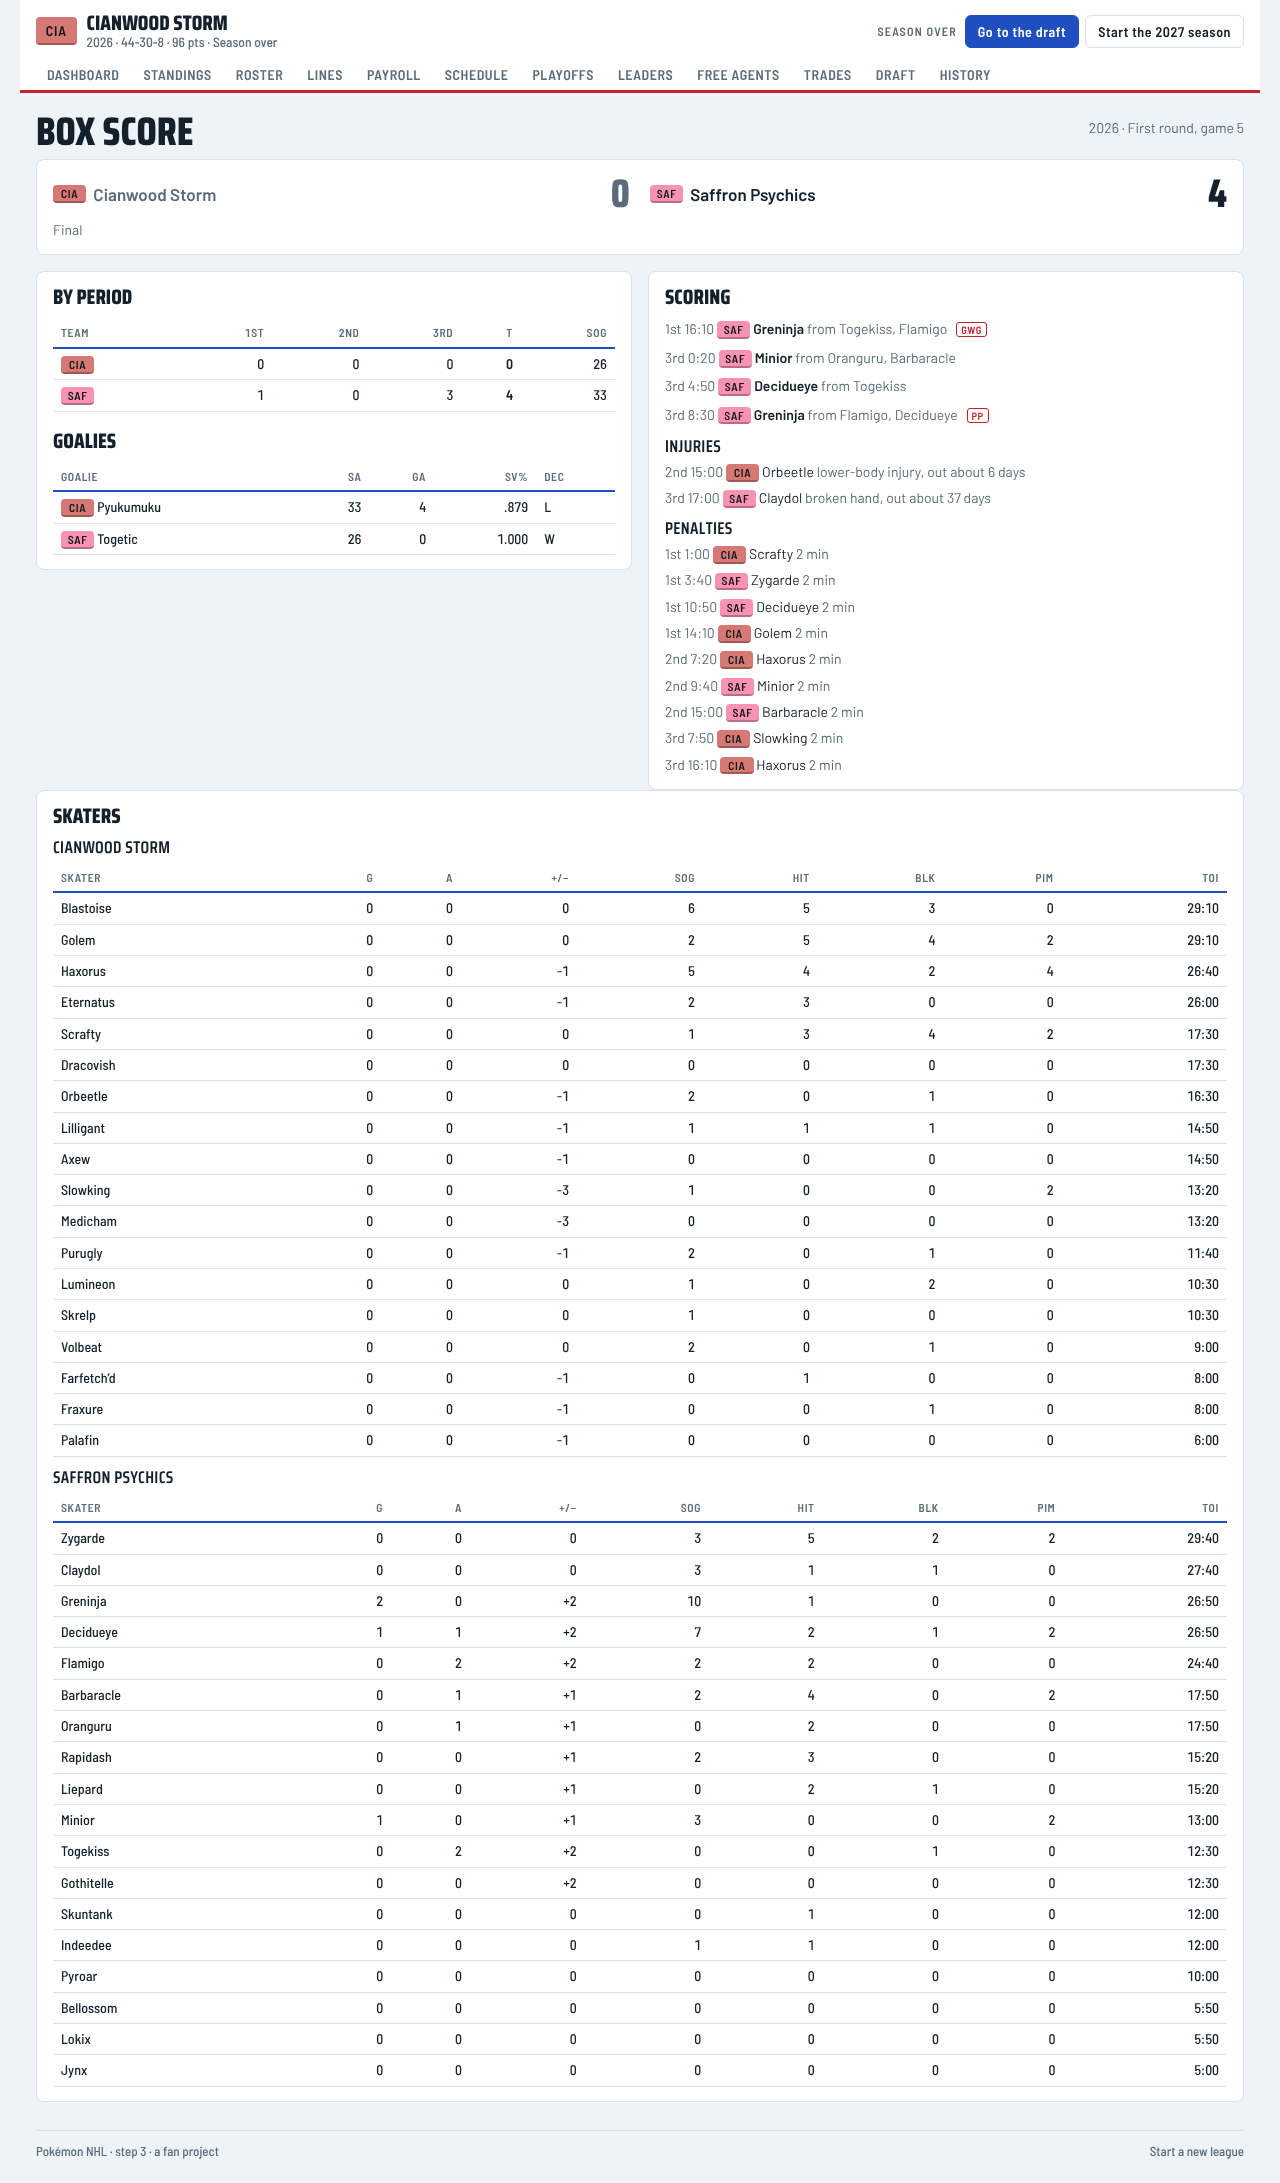 CIA CIANWOOD STORM
2026 · 44-30-8 · 96 pts · Season over
SEASON OVER Go to the draft Start the 2027 season
DASHBOARD STANDINGS ROSTER LINES PAYROLL SCHEDULE PLAYOFFS LEADERS FREE AGENTS TRADES DRAFT HISTORY
BOX SCORE
2026 · First round, game 5
CIA Cianwood Storm 0 SAF Saffron Psychics 4
Final
BY PERIOD
TEAM 1ST 2ND 3RD T SOG
CIA 0 0 0 0 26
SAF 1 0 3 4 33
GOALIES
GOALIE SA GA SV% DEC
CIA Pyukumuku 33 4 .879 L
SAF Togetic 26 0 1.000 W
SCORING
1st 16:10 SAF Greninja from Togekiss, Flamigo GWG
3rd 0:20 SAF Minior from Oranguru, Barbaracle
3rd 4:50 SAF Decidueye from Togekiss
3rd 8:30 SAF Greninja from Flamigo, Decidueye PP
INJURIES
2nd 15:00 CIA Orbeetle lower-body injury, out about 6 days
3rd 17:00 SAF Claydol broken hand, out about 37 days
PENALTIES
1st 1:00 CIA Scrafty 2 min
1st 3:40 SAF Zygarde 2 min
1st 10:50 SAF Decidueye 2 min
1st 14:10 CIA Golem 2 min
2nd 7:20 CIA Haxorus 2 min
2nd 9:40 SAF Minior 2 min
2nd 15:00 SAF Barbaracle 2 min
3rd 7:50 CIA Slowking 2 min
3rd 16:10 CIA Haxorus 2 min
SKATERS
CIANWOOD STORM
SKATER G A +/− SOG HIT BLK PIM TOI
Blastoise 0 0 0 6 5 3 0 29:10
Golem 0 0 0 2 5 4 2 29:10
Haxorus 0 0 -1 5 4 2 4 26:40
Eternatus 0 0 -1 2 3 0 0 26:00
Scrafty 0 0 0 1 3 4 2 17:30
Dracovish 0 0 0 0 0 0 0 17:30
Orbeetle 0 0 -1 2 0 1 0 16:30
Lilligant 0 0 -1 1 1 1 0 14:50
Axew 0 0 -1 0 0 0 0 14:50
Slowking 0 0 -3 1 0 0 2 13:20
Medicham 0 0 -3 0 0 0 0 13:20
Purugly 0 0 -1 2 0 1 0 11:40
Lumineon 0 0 0 1 0 2 0 10:30
Skrelp 0 0 0 1 0 0 0 10:30
Volbeat 0 0 0 2 0 1 0 9:00
Farfetch’d 0 0 -1 0 1 0 0 8:00
Fraxure 0 0 -1 0 0 1 0 8:00
Palafin 0 0 -1 0 0 0 0 6:00
SAFFRON PSYCHICS
SKATER G A +/− SOG HIT BLK PIM TOI
Zygarde 0 0 0 3 5 2 2 29:40
Claydol 0 0 0 3 1 1 0 27:40
Greninja 2 0 +2 10 1 0 0 26:50
Decidueye 1 1 +2 7 2 1 2 26:50
Flamigo 0 2 +2 2 2 0 0 24:40
Barbaracle 0 1 +1 2 4 0 2 17:50
Oranguru 0 1 +1 0 2 0 0 17:50
Rapidash 0 0 +1 2 3 0 0 15:20
Liepard 0 0 +1 0 2 1 0 15:20
Minior 1 0 +1 3 0 0 2 13:00
Togekiss 0 2 +2 0 0 1 0 12:30
Gothitelle 0 0 +2 0 0 0 0 12:30
Skuntank 0 0 0 0 1 0 0 12:00
Indeedee 0 0 0 1 1 0 0 12:00
Pyroar 0 0 0 0 0 0 0 10:00
Bellossom 0 0 0 0 0 0 0 5:50
Lokix 0 0 0 0 0 0 0 5:50
Jynx 0 0 0 0 0 0 0 5:00
Pokémon NHL · step 3 · a fan project
Start a new league